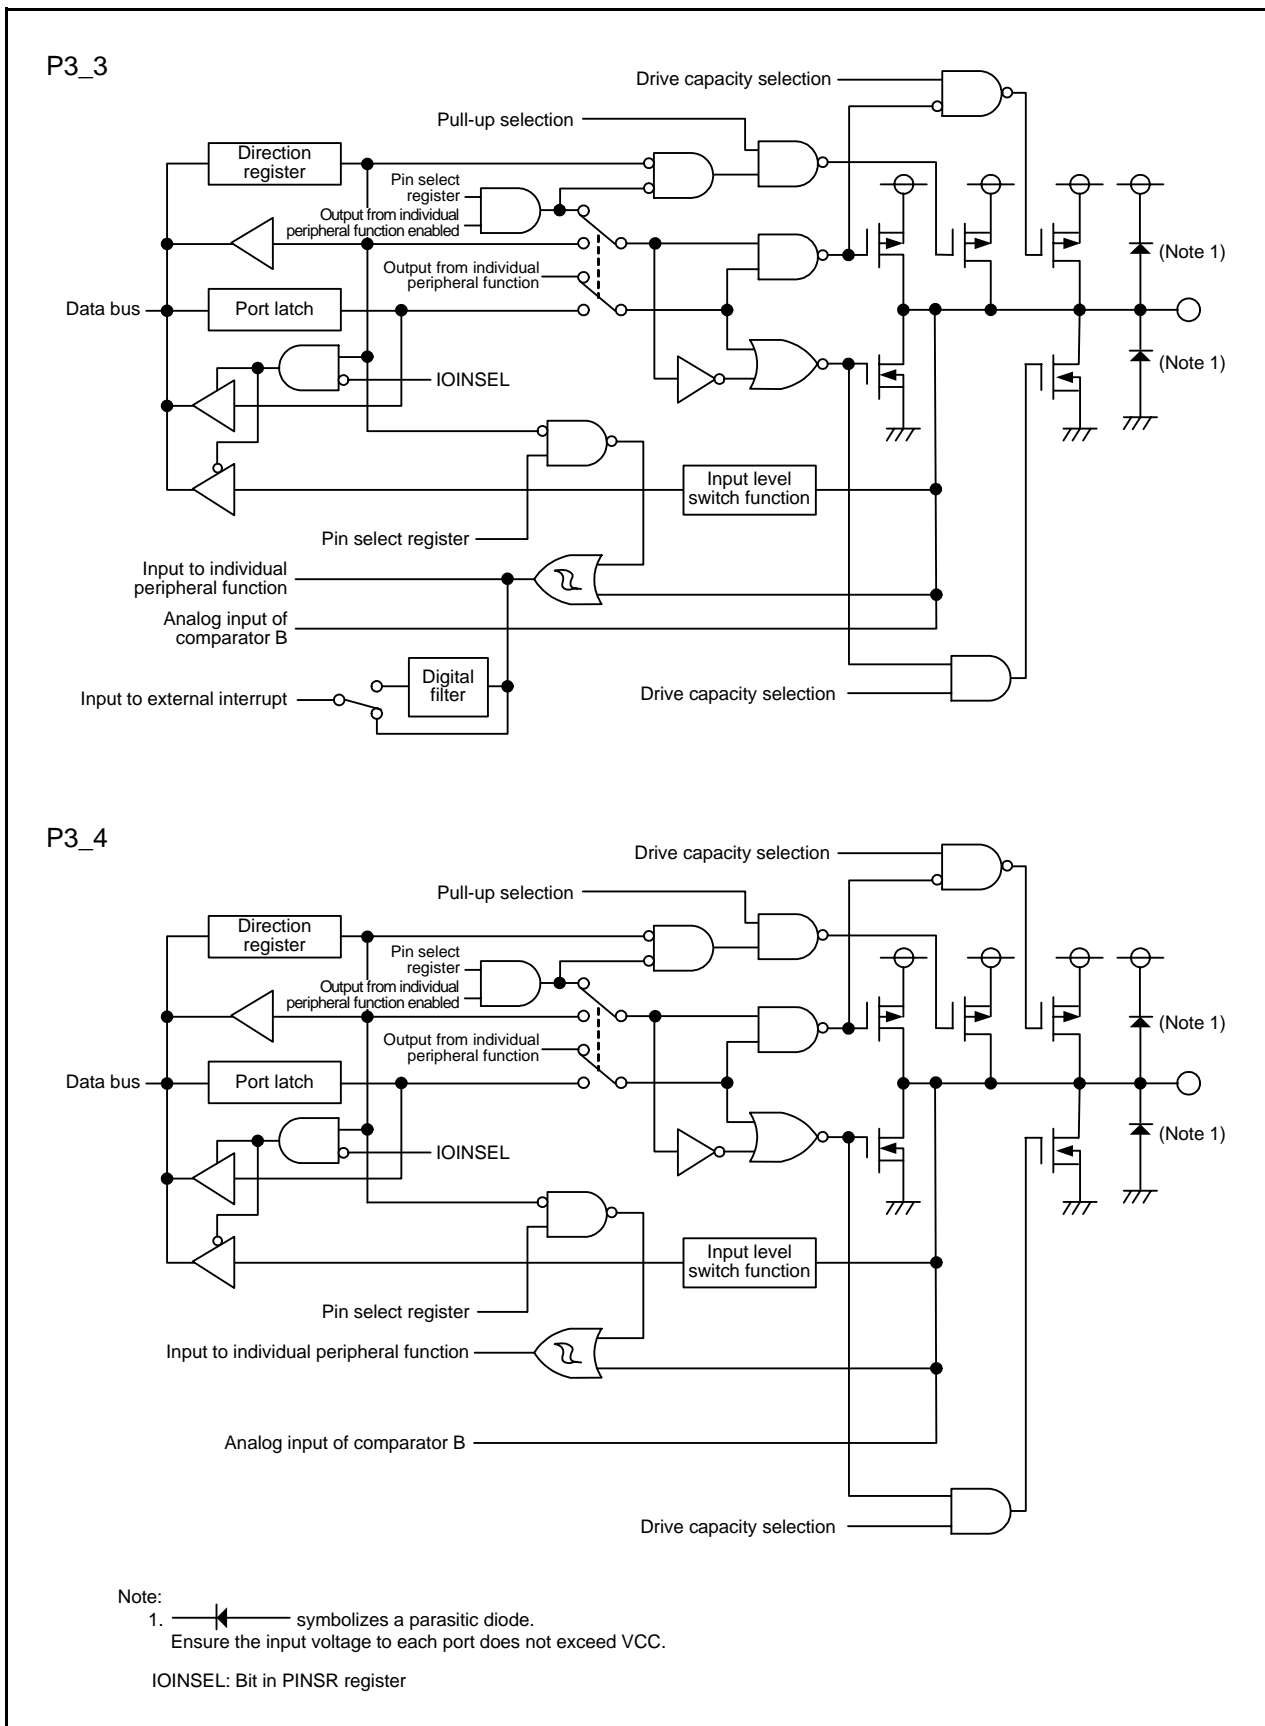 P3_3
Drive capacity selection
Pull-up selection
Direction
register
Pin select
register
Output from individual
peripheral function enabled
(Note 1)
Output from individual
peripheral function
Data bus
Port latch
(Note 1)
IOINSEL
Input level
switch function
Pin select register
Input to individual
peripheral function
Analog input of
comparator B
Digital
filter
Input to external interrupt
Drive capacity selection
P3_4
Drive capacity selection
Pull-up selection
Direction
register
Pin select
register
Output from individual
peripheral function enabled
(Note 1)
Output from individual
peripheral function
Data bus
Port latch
(Note 1)
IOINSEL
Input level
switch function
Pin select register
Input to individual peripheral function
Analog input of comparator B
Drive capacity selection
Note:
1. symbolizes a parasitic diode.
Ensure the input voltage to each port does not exceed VCC.
IOINSEL: Bit in PINSR register